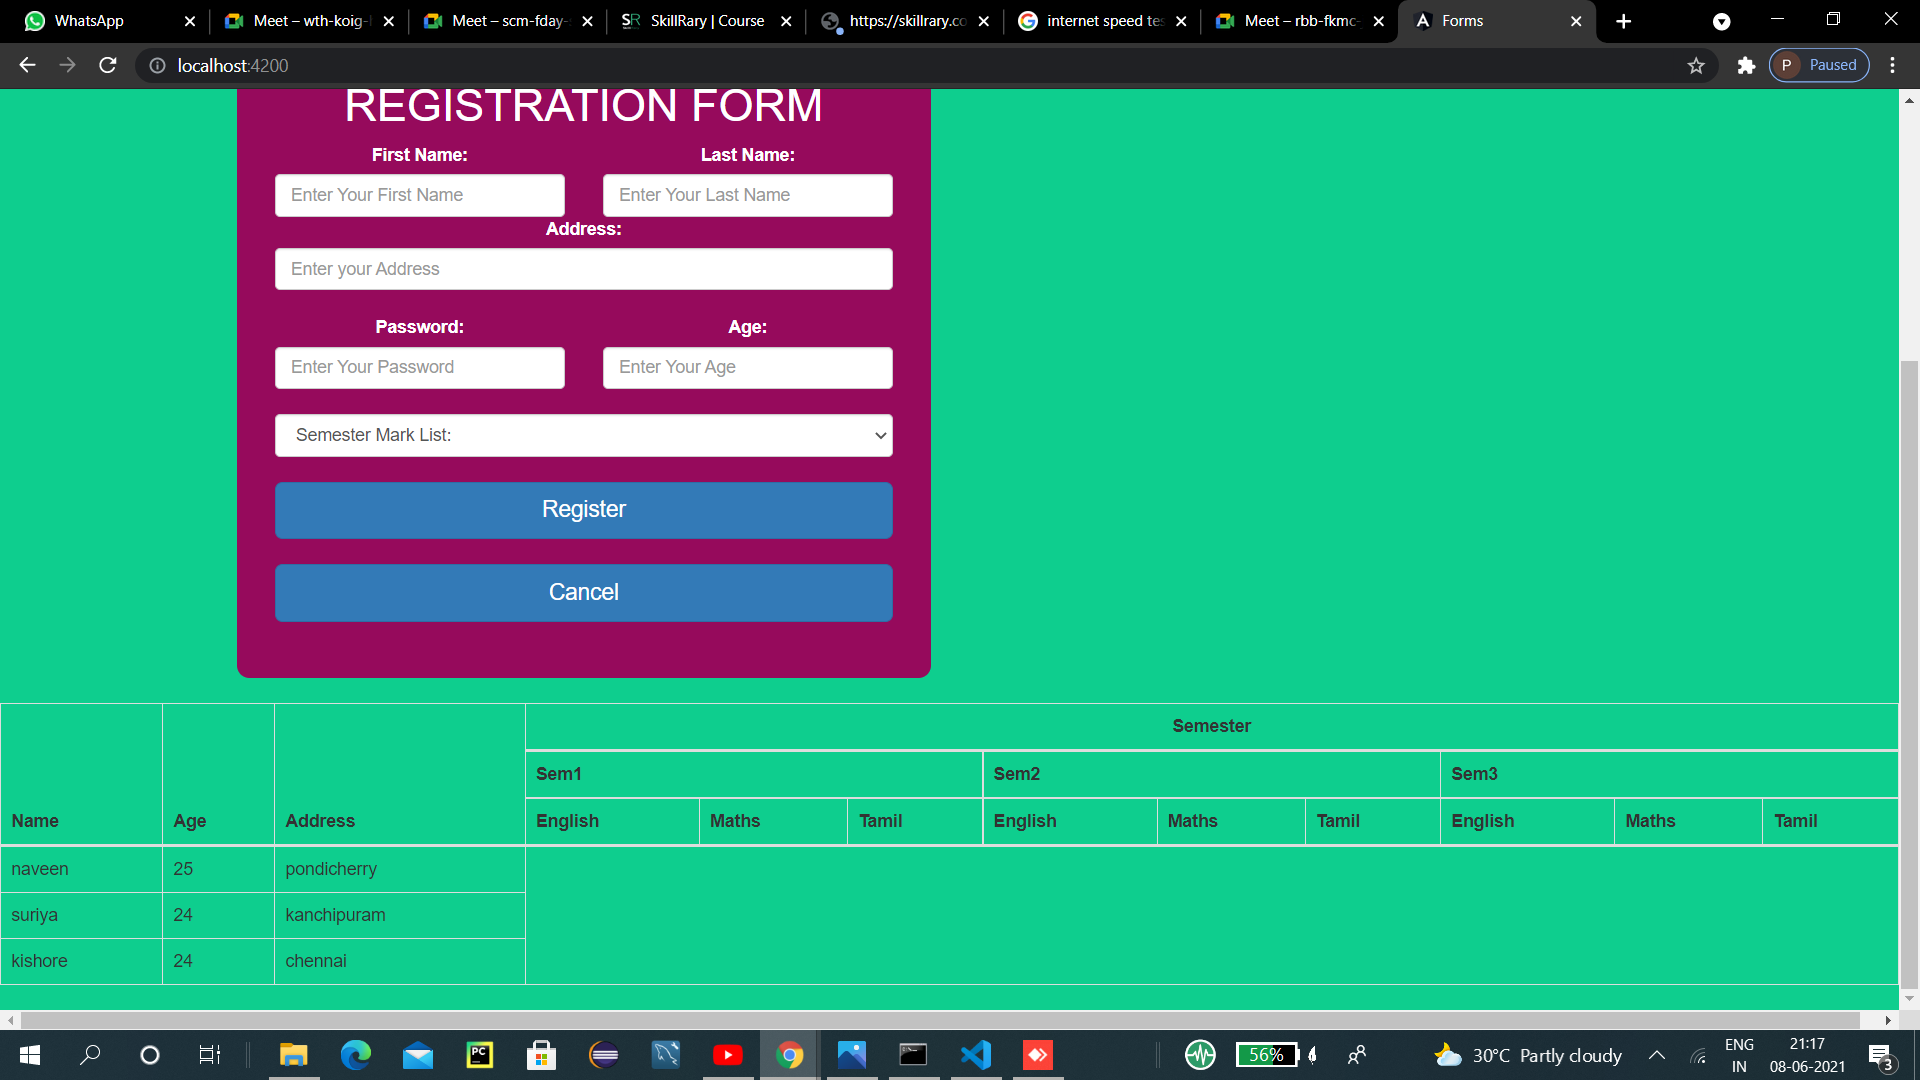 WhatsApp
Meet – wth-koig-
Meet – scm-fday-
SR SkillRary | Course
https://skillrary.co
internet speed tes
Meet – rbb-fkmc-
Forms
localhost:4200
P Paused
REGISTRATION FORM
First Name: Last Name:
Enter Your First Name Enter Your Last Name
Address:
Enter your Address
Password: Age:
Enter Your Password Enter Your Age
Semester Mark List:
Register
Cancel
Semester
Sem1 Sem2 Sem3
Name Age Address English Maths Tamil English Maths Tamil English Maths Tamil
naveen 25 pondicherry
suriya 24 kanchipuram
kishore 24 chennai
PC
56%
30°C Partly cloudy
ENG
IN
21:17
08-06-2021
3